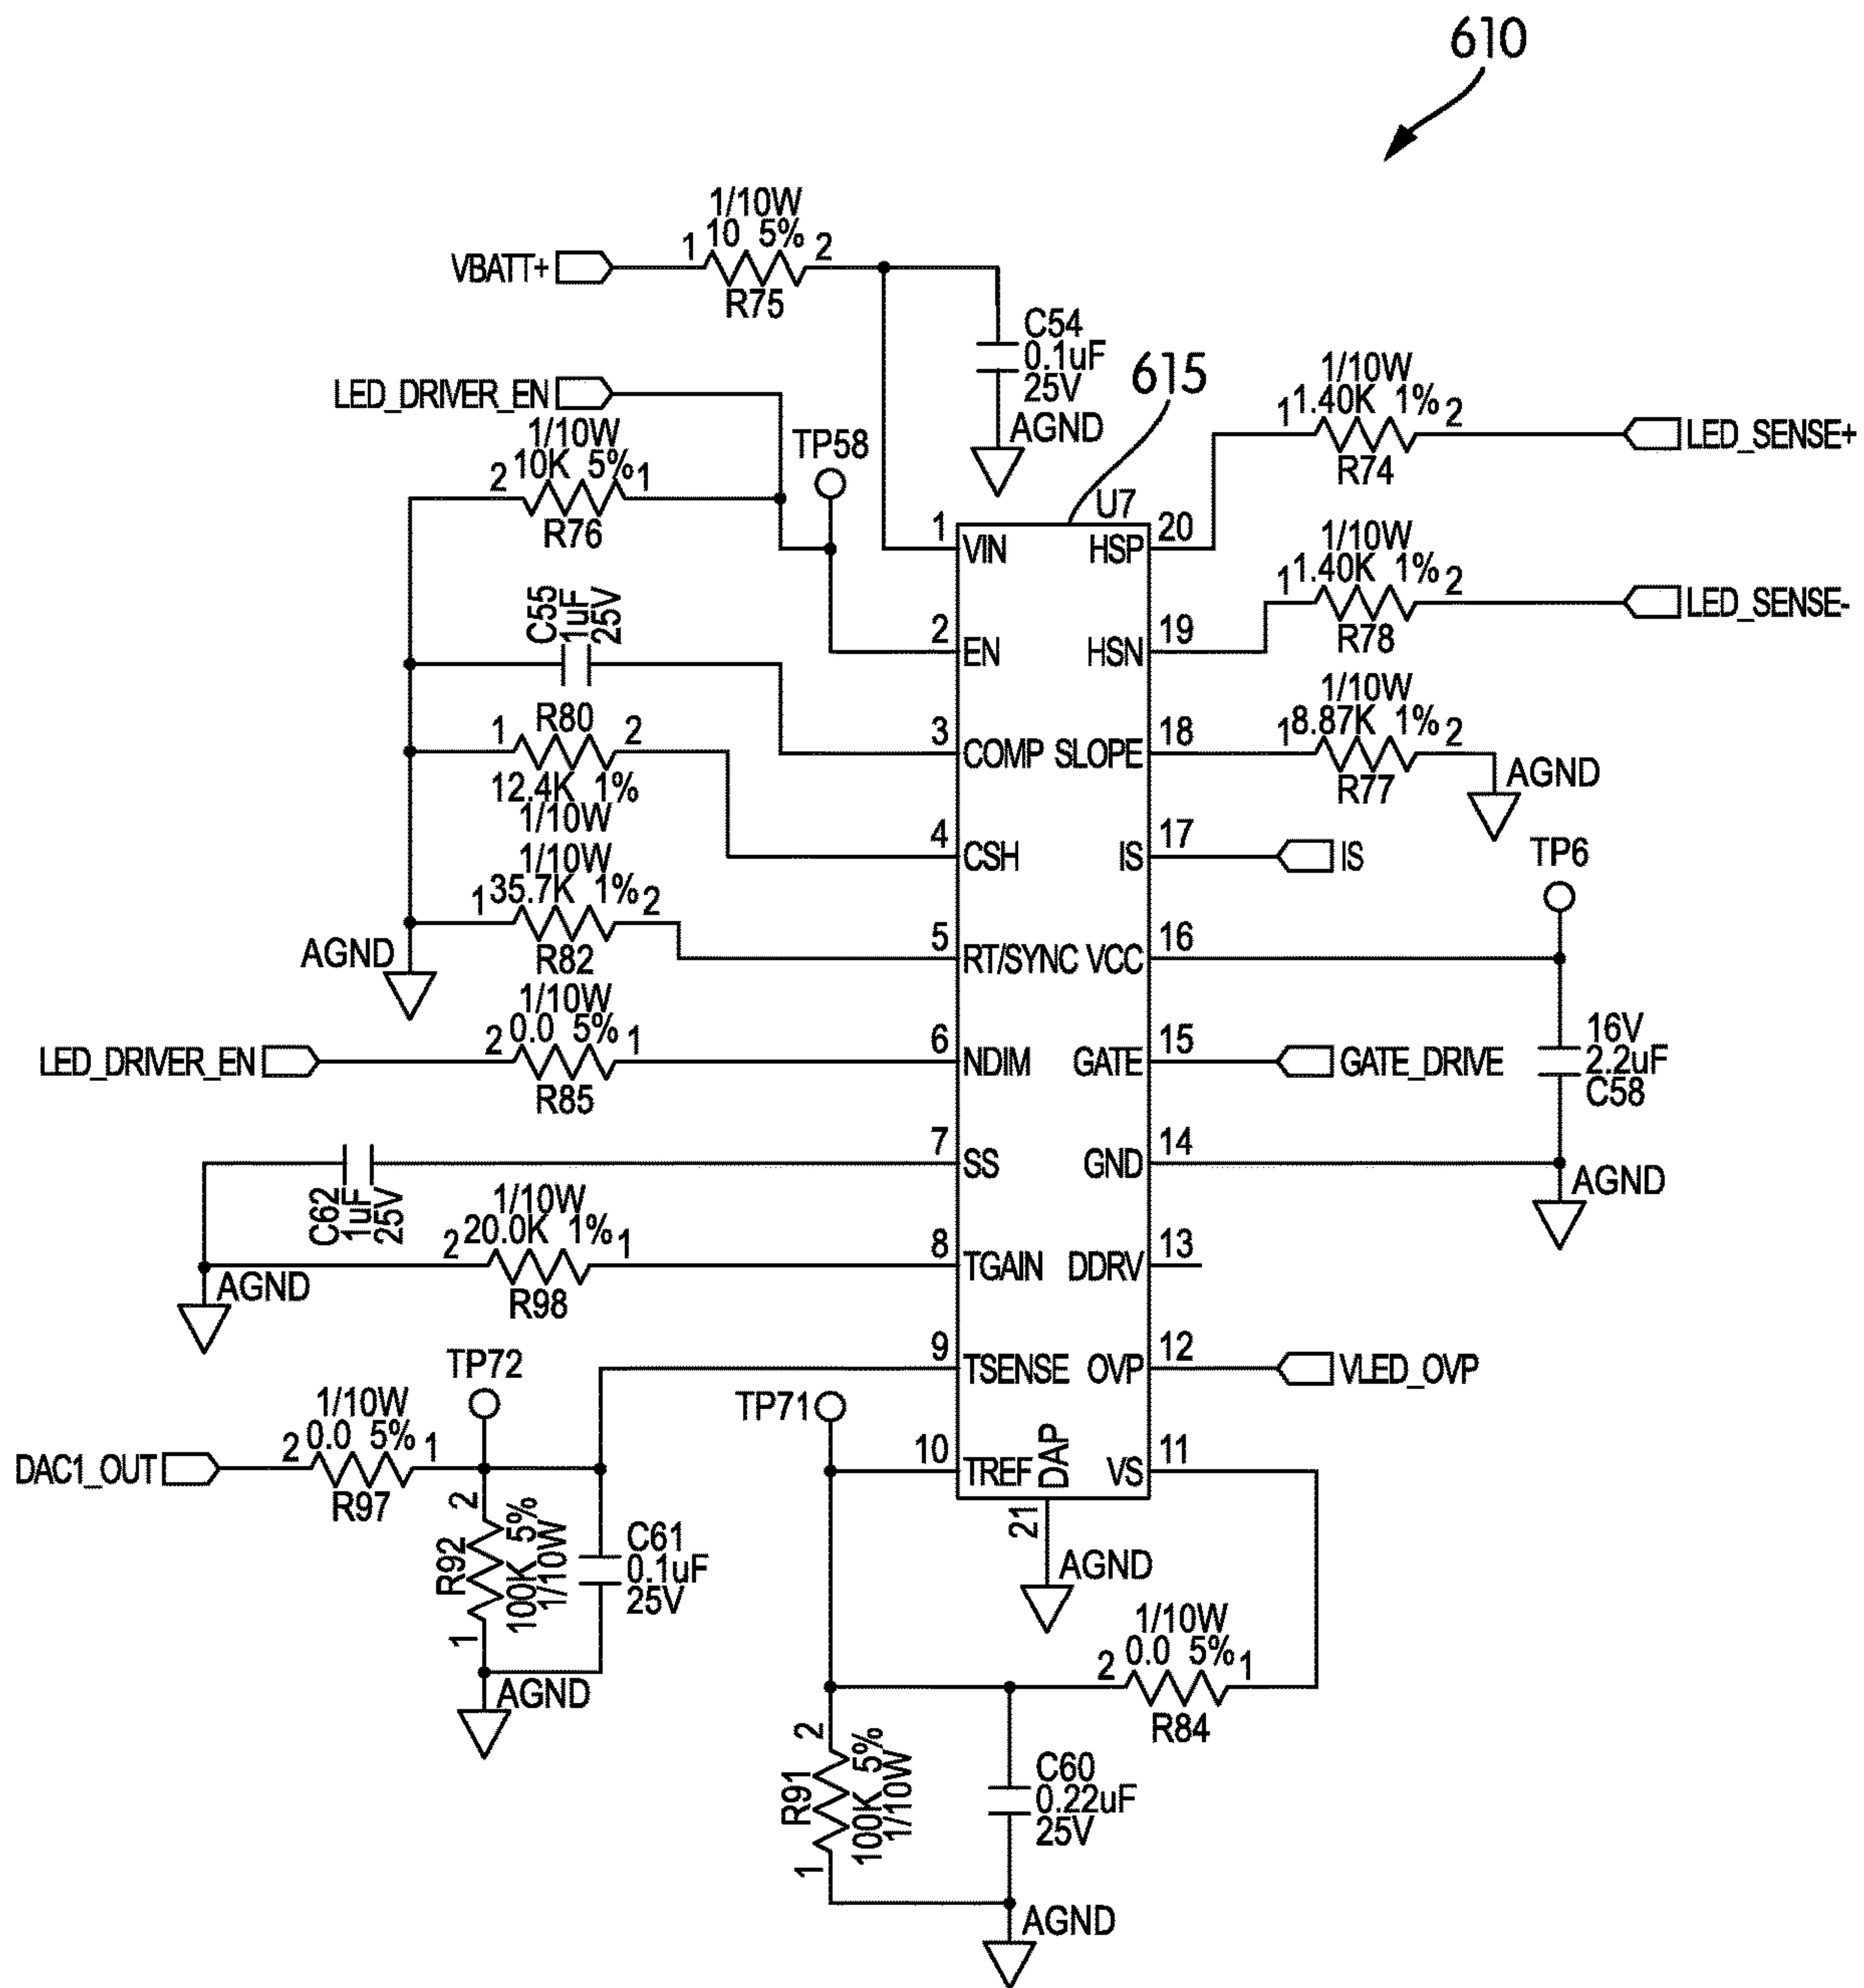 610
1/10W
10 5%
1 2
VBATT+
R75
C54
0.1uF
25V
AGND
615
LED_DRIVER_EN
1/10W
10K 5%
2 1
R76
TP58
1/10W
1.40K 1%
1 2
LED_SENSE+
R74
U7
1 VIN
HSP 20
1/10W
1.40K 1%
1 2
LED_SENSE-
R78
C55
1uF
25V
2 EN
HSN 19
1/10W
8.87K 1%
1 2
R77
AGND
R80
1 2
12.4K 1%
1/10W
3 COMP
SLOPE 18
4 CSH
IS 17
IS
TP6
1/10W
35.7K 1%
1 2
R82
AGND
5 RT/SYNC
VCC 16
1/10W
0.0 5%
2 1
LED_DRIVER_EN
R85
6 NDIM
GATE 15
GATE_DRIVE
16V
2.2uF
C58
7 SS
GND 14
AGND
C62
1uF
25V
1/10W
20.0K 1%
2 1
R98
AGND
8 TGAIN
DDRV 13
9 TSENSE
OVP 12
VLED_OVP
TP72
TP71
1/10W
0.0 5%
2 1
DAC1_OUT
R97
10 TREF
DAP
VS 11
21
AGND
2
R92
100K 5%
1/10W
1
C61
0.1uF
25V
AGND
1/10W
0.0 5%
2 1
R84
2
R91
100K 5%
1/10W
1
C60
0.22uF
25V
AGND